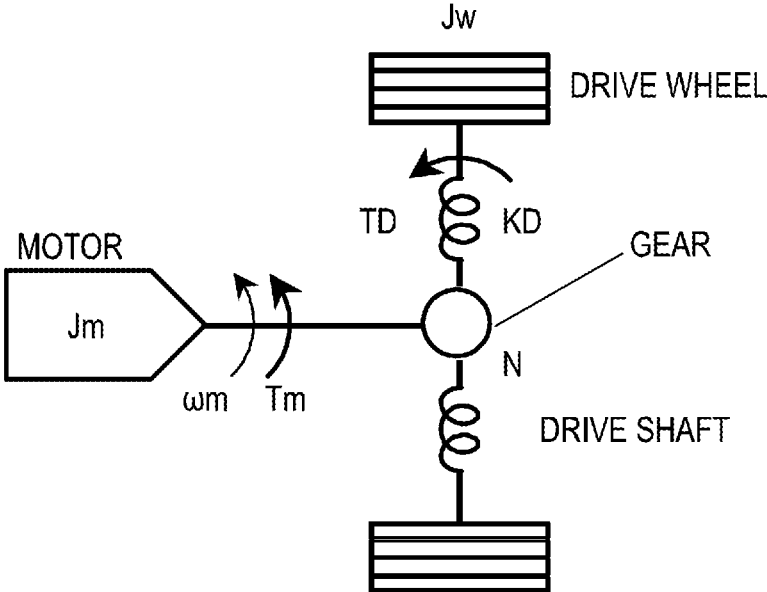 Jw
DRIVE WHEEL
TD
KD
MOTOR
GEAR
Jm
N
ωm
Tm
DRIVE SHAFT